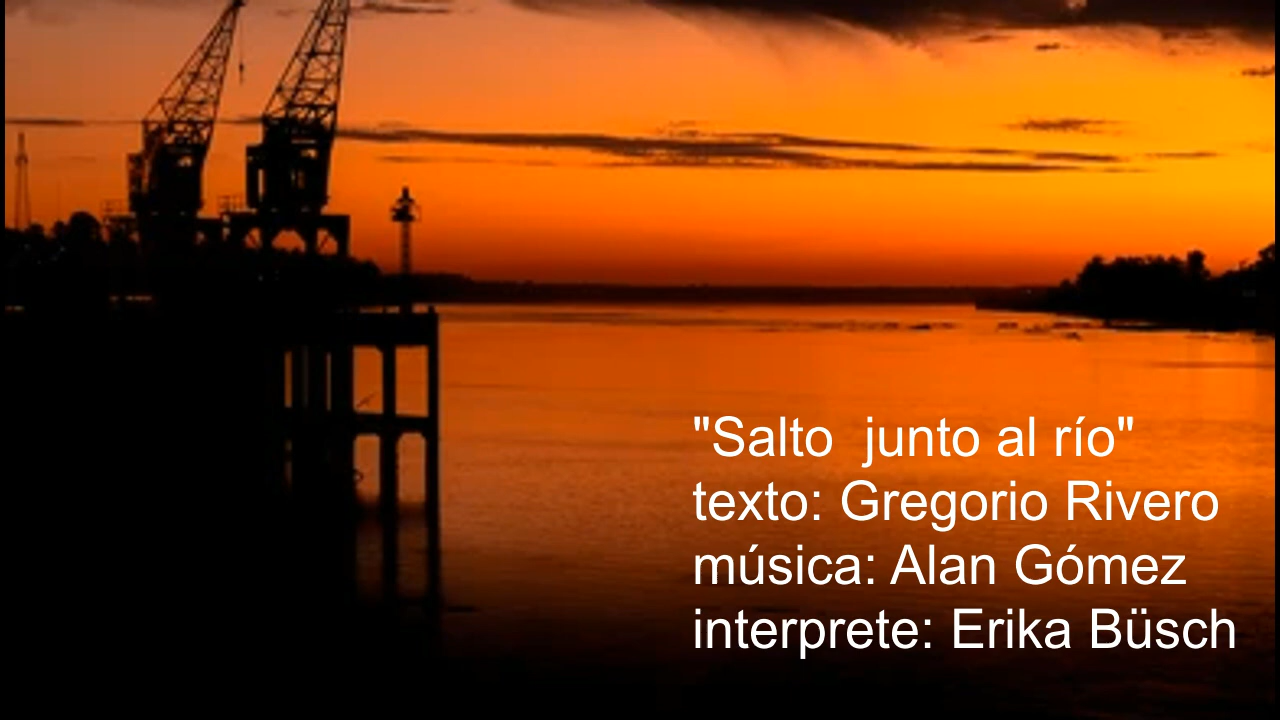 "Salto  junto al río"
texto: Gregorio Rivero
música: Alan Gómez
interprete: Erika Büsch